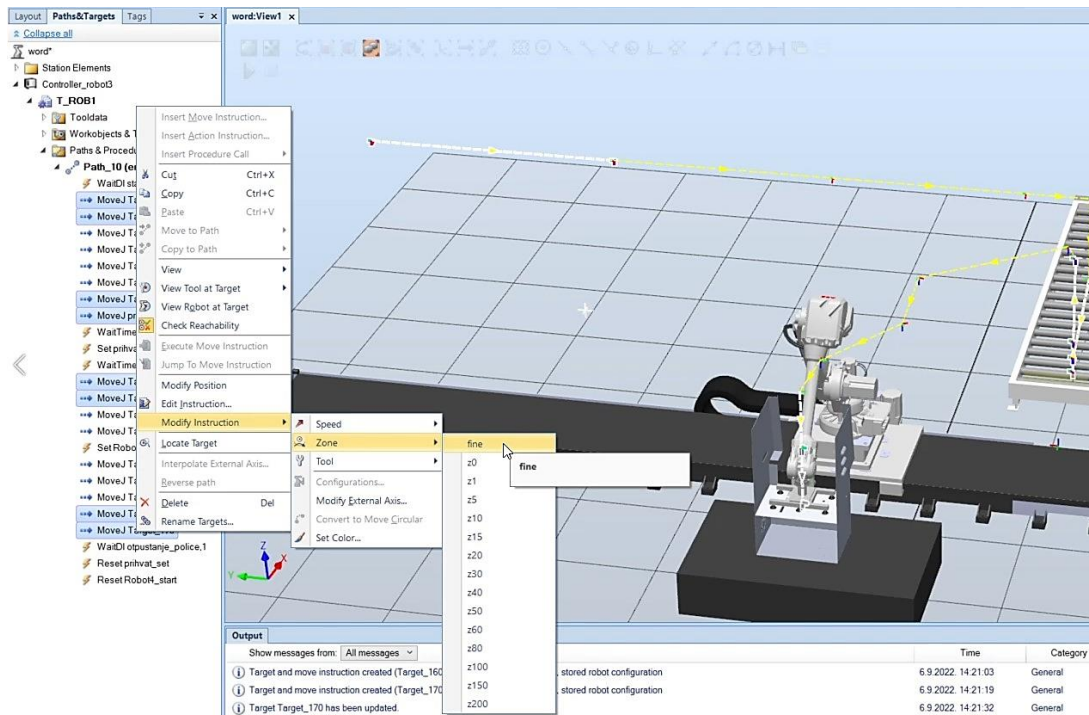 Layout Paths&Targets Tags
word:View1
Collapse all
word*
Station Elements
Controller_robot3
T_ROB1
Tooldata
Workobjects & T
Paths & Procedu
Path_10 (en
WaitDI sta
MoveJ Ta
MoveJ Ta
MoveJ Ta
MoveJ Ta
MoveJ Ta
MoveJ Ta
MoveJ Ta
MoveJ pr
WaitTime
Set prihva
WaitTime
MoveJ Ta
MoveJ Ta
MoveJ Ta
MoveJ Ta
Set Robo
MoveJ Ta
MoveJ Ta
MoveJ Ta
MoveJ Ta
MoveJ
WaitDI otpustanje_police,1
Reset prihvat_set
Reset Robot4_start
Insert Move Instruction...
Insert Action Instruction...
Insert Procedure Call
Cut Ctrl+X
Copy Ctrl+C
Paste Ctrl+V
Move to Path
Copy to Path
View
View Tool at Target
View Robot at Target
Check Reachability
Execute Move Instruction
Jump To Move Instruction
Modify Position
Edit Instruction...
Modify Instruction
Locate Target
Interpolate External Axis...
Reverse path
Delete Del
Rename Targets...
Speed
Zone
Tool
Configurations...
Modify External Axis...
Convert to Move Circular
Set Color...
fine
z0
z1
z5
z10
z15
z20
z30
z40
z50
z60
z80
z100
z150
z200
fine
Z
X
Y
Output
Show messages from: All messages
Time Category
Target and move instruction created (Target_160 , stored robot configuration 6.9.2022. 14:21:03 General
Target and move instruction created (Target_170 , stored robot configuration 6.9.2022. 14:21:19 General
Target Target_170 has been updated. 6.9.2022. 14:21:32 General